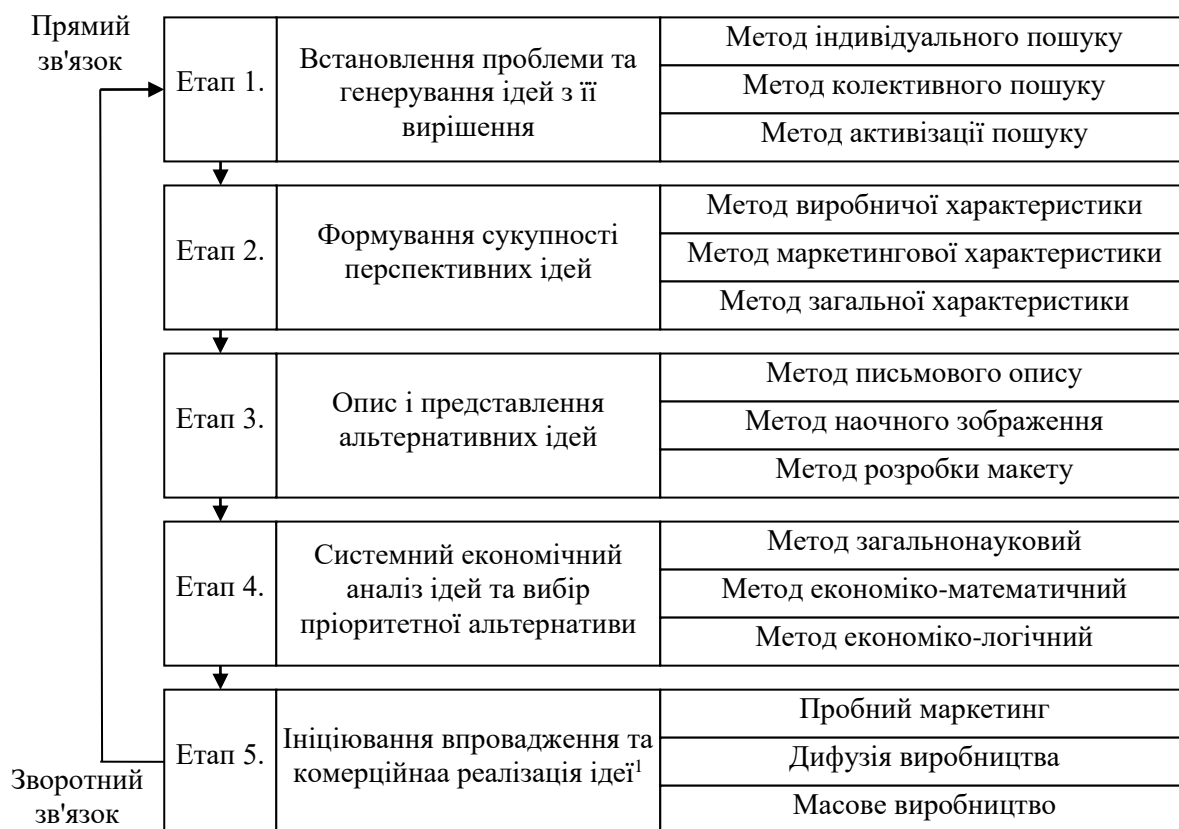 Прямий
зв'язок
Етап 1.
Встановлення проблеми та
генерування ідей з її
вирішення
Метод індивідуального пошуку
Метод колективного пошуку
Метод активізації пошуку
Етап 2.
Формування сукупності
перспективних ідей
Метод виробничої характеристики
Метод маркетингової характеристики
Метод загальної характеристики
Етап 3.
Опис і представлення
альтернативних ідей
Метод письмового опису
Метод наочного зображення
Метод розробки макету
Етап 4.
Системний економічний
аналіз ідей та вибір
пріоритетної альтернативи
Метод загальнонауковий
Метод економіко-математичний
Метод економіко-логічний
Етап 5.
Ініціювання впровадження та
комерційнаа реалізація ідеї¹
Пробний маркетинг
Дифузія виробництва
Масове виробництво
Зворотний
зв'язок